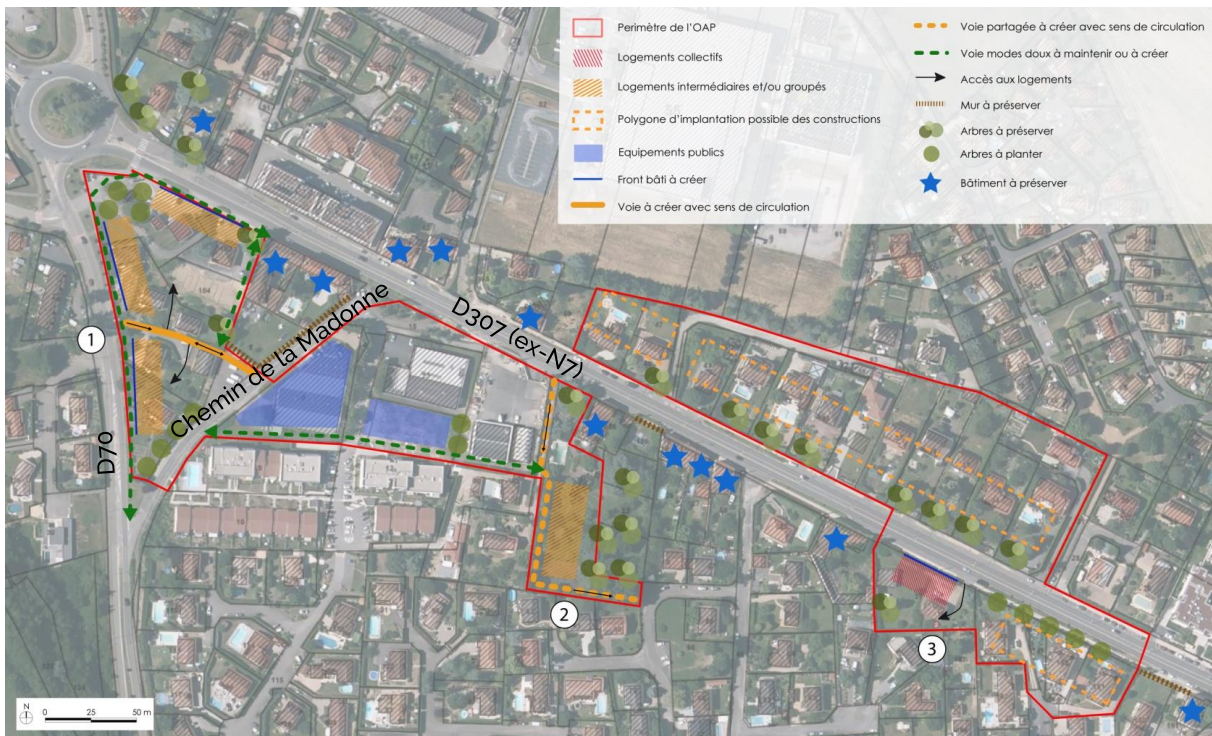 Perimètre de l'OAP
Logements collectifs
Logements intermédiaires et/ou groupés
Polygone d'implantation possible des constructions
Equipements publics
Front bâti à créer
Voie à créer avec sens de circulation
Voie partagée à créer avec sens de circulation
Voie modes doux à maintenir ou à créer
Accès aux logements
Mur à préserver
Arbres à préserver
Arbres à planter
Bâtiment à préserver
D307 (ex-N7)
Chemin de la Madonne
D70
1
2
3
N
0 25 50 m